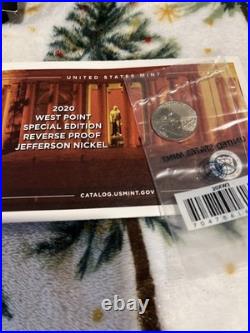 UNITED STATES MINT
2020
WEST POINT
SPECIAL EDITION
REVERSE PROOF
JEFFERSON NICKEL
CATALOG.USMINT.GOV